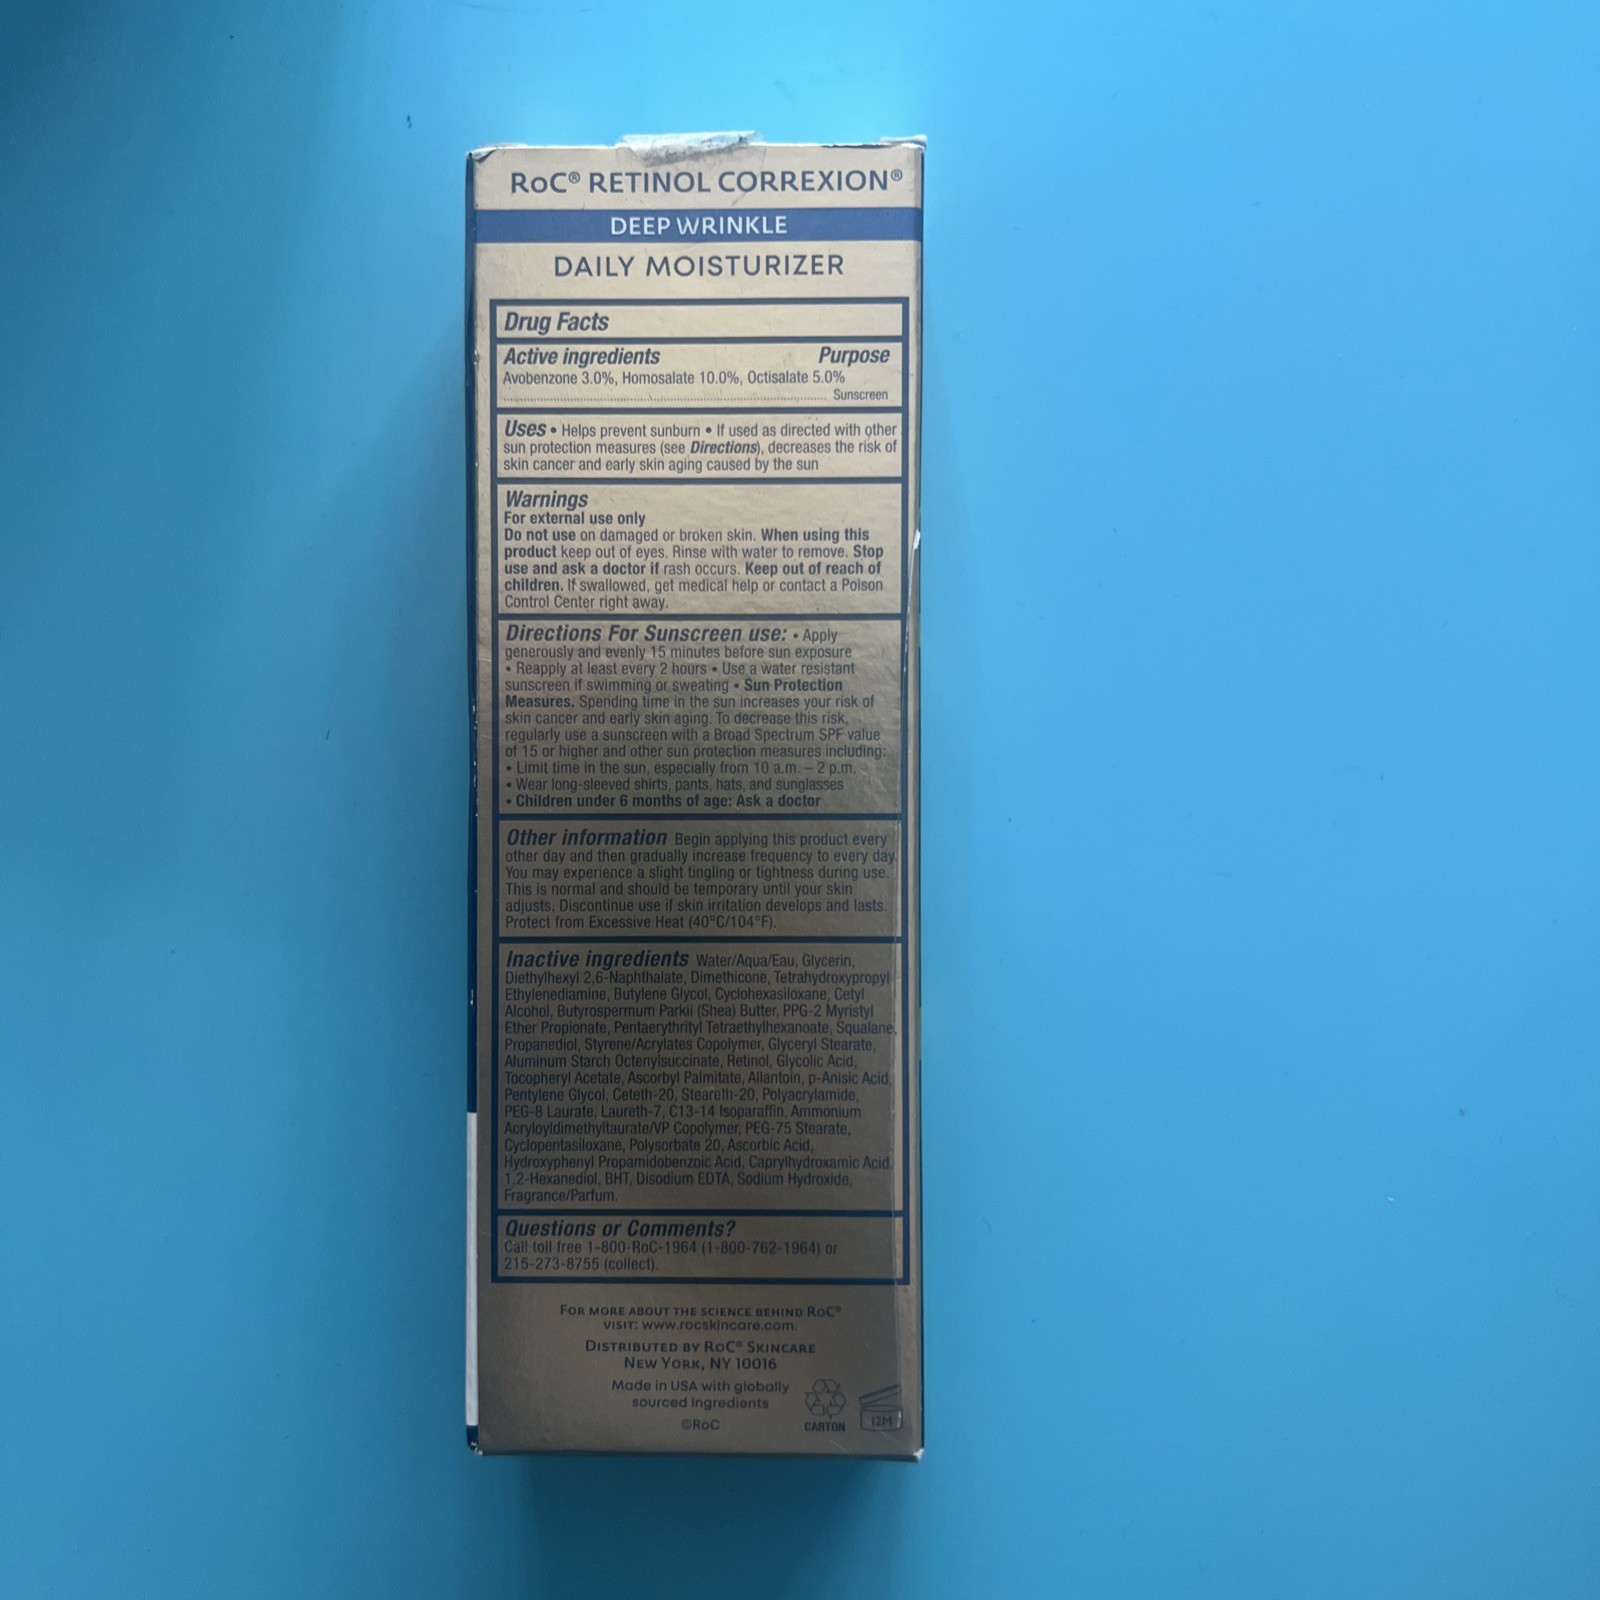 RoC® RETINOL CORREXION®
DEEP WRINKLE
DAILY MOISTURIZER
Drug Facts
Active ingredients Purpose
Avobenzone 3.0%, Homosalate 10.0%, Octisalate 5.0%
........................................................................ Sunscreen
Uses • Helps prevent sunburn • If used as directed with other
sun protection measures (see Directions), decreases the risk of
skin cancer and early skin aging caused by the sun
Warnings
For external use only
Do not use on damaged or broken skin. When using this
product keep out of eyes. Rinse with water to remove. Stop
use and ask a doctor if rash occurs. Keep out of reach of
children. If swallowed, get medical help or contact a Poison
Control Center right away.
Directions For Sunscreen use: • Apply
generously and evenly 15 minutes before sun exposure
• Reapply at least every 2 hours • Use a water resistant
sunscreen if swimming or sweating • Sun Protection
Measures. Spending time in the sun increases your risk of
skin cancer and early skin aging. To decrease this risk,
regularly use a sunscreen with a Broad Spectrum SPF value
of 15 or higher and other sun protection measures including:
• Limit time in the sun, especially from 10 a.m. – 2 p.m.
• Wear long-sleeved shirts, pants, hats, and sunglasses
• Children under 6 months of age: Ask a doctor
Other information Begin applying this product every
other day and then gradually increase frequency to every day.
You may experience a slight tingling or tightness during use.
This is normal and should be temporary until your skin
adjusts. Discontinue use if skin irritation develops and lasts.
Protect from Excessive Heat (40°C/104°F).
Inactive ingredients Water/Aqua/Eau, Glycerin,
Diethylhexyl 2,6-Naphthalate, Dimethicone, Tetrahydroxypropyl
Ethylenediamine, Butylene Glycol, Cyclohexasiloxane, Cetyl
Alcohol, Butyrospermum Parkii (Shea) Butter, PPG-2 Myristyl
Ether Propionate, Pentaerythrityl Tetraethylhexanoate, Squalane,
Propanediol, Styrene/Acrylates Copolymer, Glyceryl Stearate,
Aluminum Starch Octenylsuccinate, Retinol, Glycolic Acid,
Tocopheryl Acetate, Ascorbyl Palmitate, Allantoin, p-Anisic Acid,
Pentylene Glycol, Ceteth-20, Steareth-20, Polyacrylamide,
PEG-8 Laurate, Laureth-7, C13-14 Isoparaffin, Ammonium
Acryloyldimethyltaurate/VP Copolymer, PEG-75 Stearate,
Cyclopentasiloxane, Polysorbate 20, Ascorbic Acid,
Hydroxyphenyl Propamidobenzoic Acid, Caprylhydroxamic Acid,
1,2-Hexanediol, BHT, Disodium EDTA, Sodium Hydroxide,
Fragrance/Parfum.
Questions or Comments?
Call toll free 1-800-RoC-1964 (1-800-762-1964) or
215-273-8755 (collect).
FOR MORE ABOUT THE SCIENCE BEHIND RoC®
VISIT: www.rocskincare.com.
DISTRIBUTED BY RoC® SKINCARE
NEW YORK, NY 10016
Made in USA with globally
sourced ingredients
©RoC
CARTON
12M